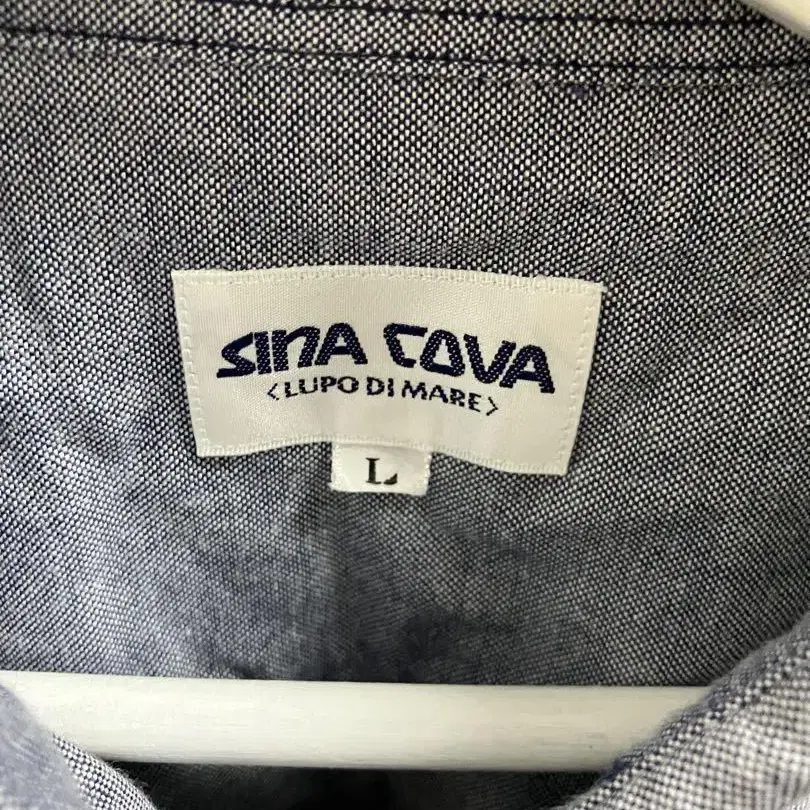 SINA COVA
<LUPO DI MARE>
L